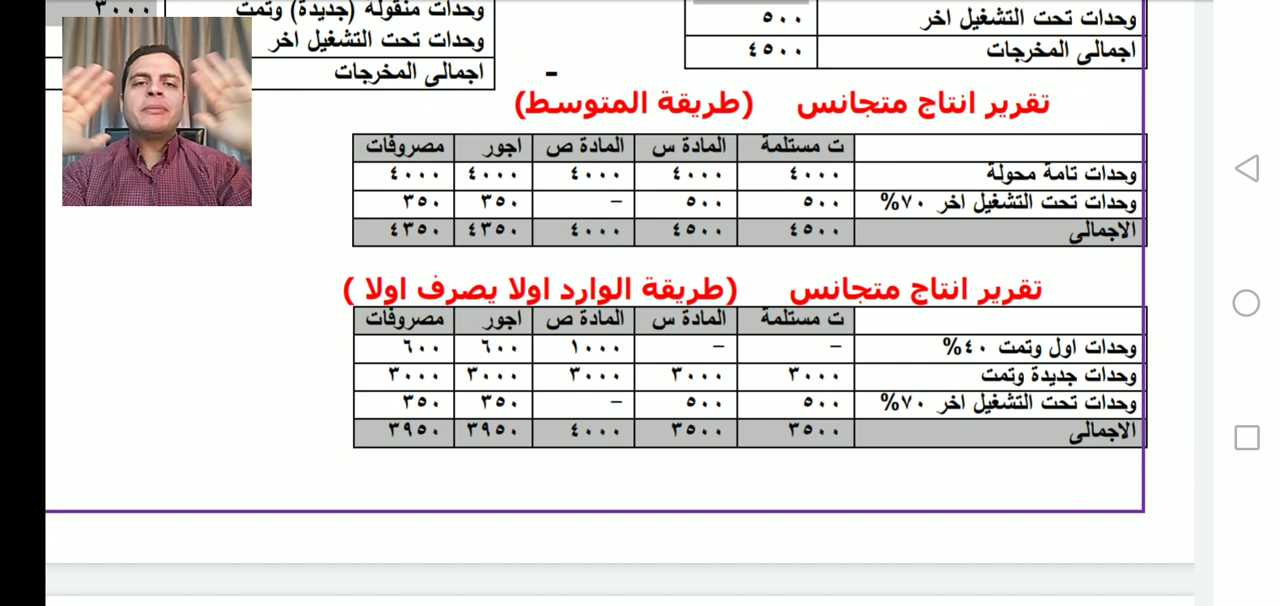 وحدات تحت التشغيل اخر ٥٠٠
اجمالى المخرجات ٤٥٠٠
وحدات منقولة (جديدة) وتمت ٣٠٠٠
وحدات تحت التشغيل اخر
اجمالى المخرجات
-
تقرير انتاج متجانس (طريقة المتوسط)
ت مستلمة المادة س المادة ص اجور مصروفات
وحدات تامة محولة ٤٠٠٠ ٤٠٠٠ ٤٠٠٠ ٤٠٠٠ ٤٠٠٠
وحدات تحت التشغيل اخر ٧٠% ٥٠٠ ٥٠٠ – ٣٥٠ ٣٥٠
الاجمالى ٤٥٠٠ ٤٥٠٠ ٤٠٠٠ ٤٣٥٠ ٤٣٥٠
تقرير انتاج متجانس (طريقة الوارد اولا يصرف اولا )
ت مستلمة المادة س المادة ص اجور مصروفات
وحدات اول وتمت ٤٠% – – ١٠٠٠ ٦٠٠ ٦٠٠
وحدات جديدة وتمت ٣٠٠٠ ٣٠٠٠ ٣٠٠٠ ٣٠٠٠ ٣٠٠٠
وحدات تحت التشغيل اخر ٧٠% ٥٠٠ ٥٠٠ – ٣٥٠ ٣٥٠
الاجمالى ٣٥٠٠ ٣٥٠٠ ٤٠٠٠ ٣٩٥٠ ٣٩٥٠